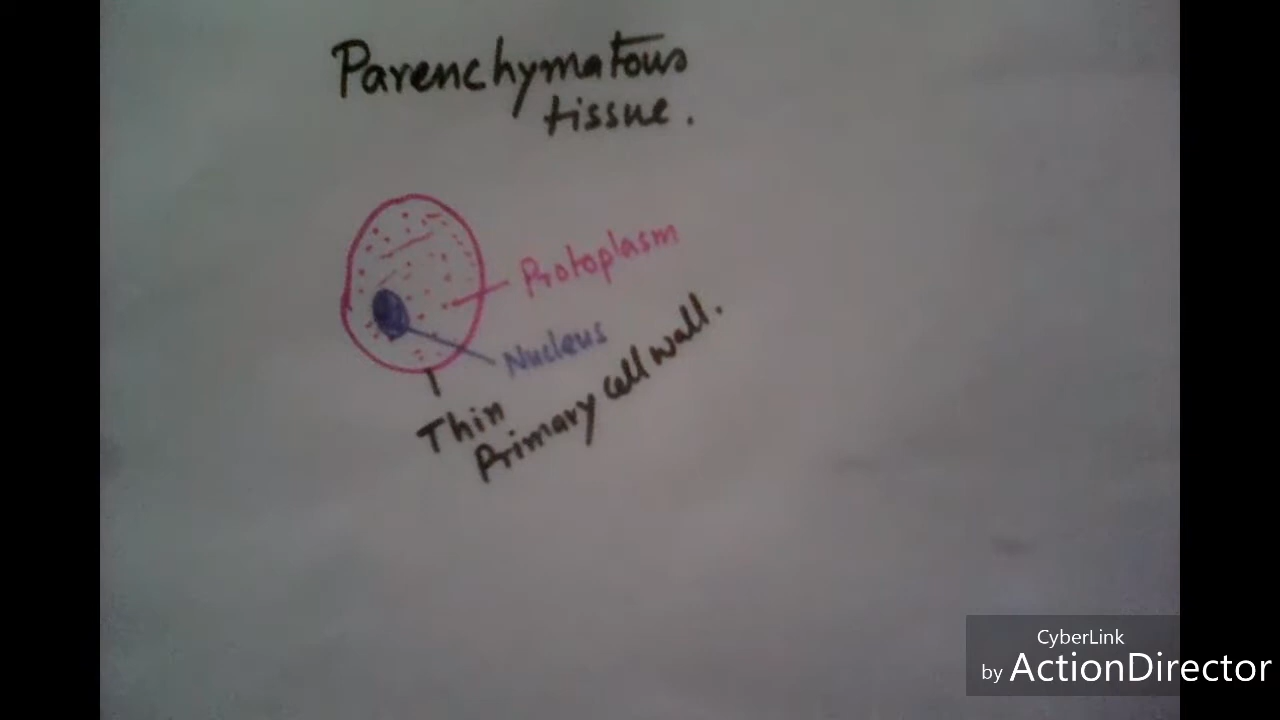 Parenchymatous
tissue.
Protoplasm
Nucleus
Thin
Primary cell wall.
CyberLink
by ActionDirector